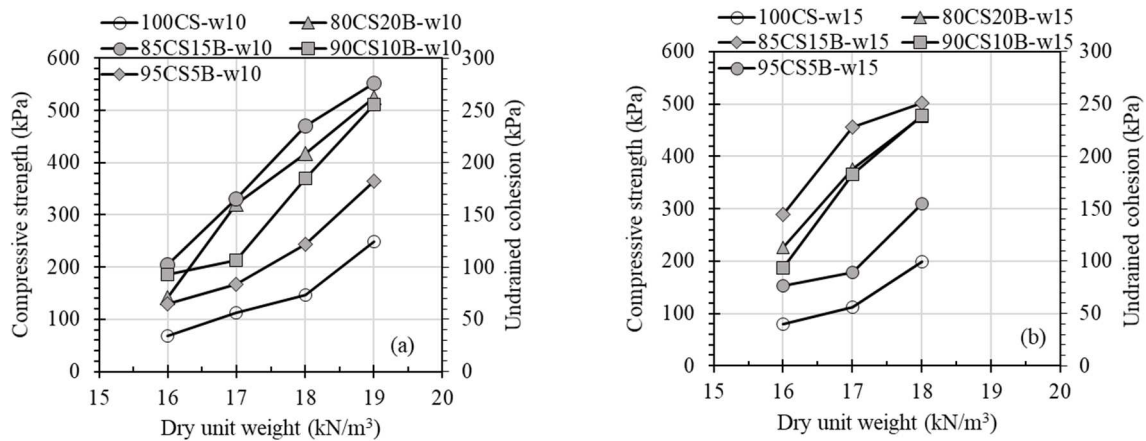 100CS-w10 80CS20B-w10
85CS15B-w10 90CS10B-w10
95CS5B-w10
600
500
400
300
200
100
0
Compressive strength (kPa)
300
250
200
150
100
50
0
Undrained cohesion (kPa)
(a)
15 16 17 18 19 20
Dry unit weight (kN/m³)
100CS-w15 80CS20B-w15
85CS15B-w15 90CS10B-w15
95CS5B-w15
600
500
400
300
200
100
0
Compressive strength (kPa)
300
250
200
150
100
50
0
Undrained cohesion (kPa)
(b)
15 16 17 18 19 20
Dry unit weight (kN/m³)